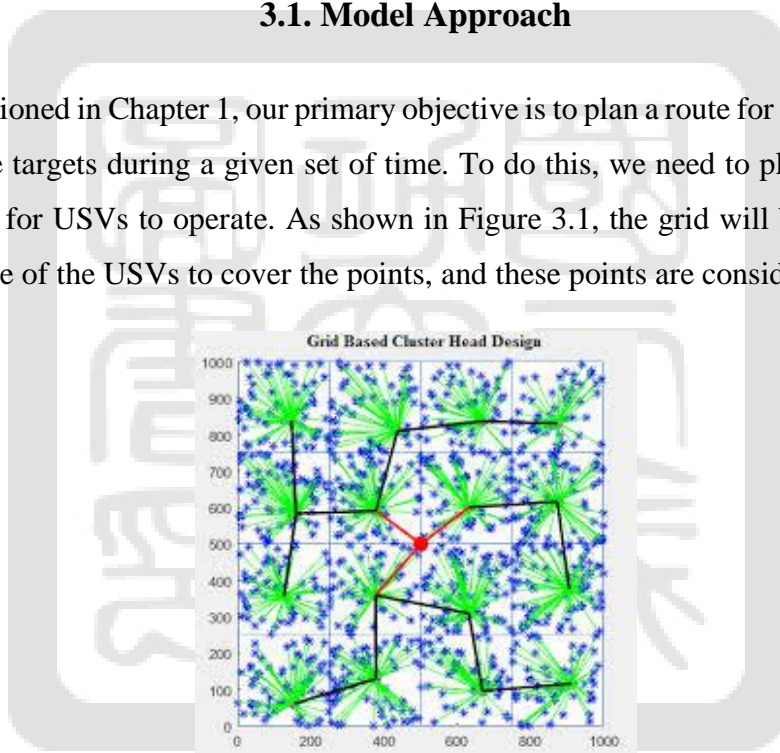 3.1. Model Approach
tioned in Chapter 1, our primary objective is to plan a route for
e targets during a given set of time. To do this, we need to pl
for USVs to operate. As shown in Figure 3.1, the grid will
e of the USVs to cover the points, and these points are consid
Grid Based Cluster Head Design
1000
900
800
700
600
500
400
300
200
100
0
0 200 400 600 800 1000